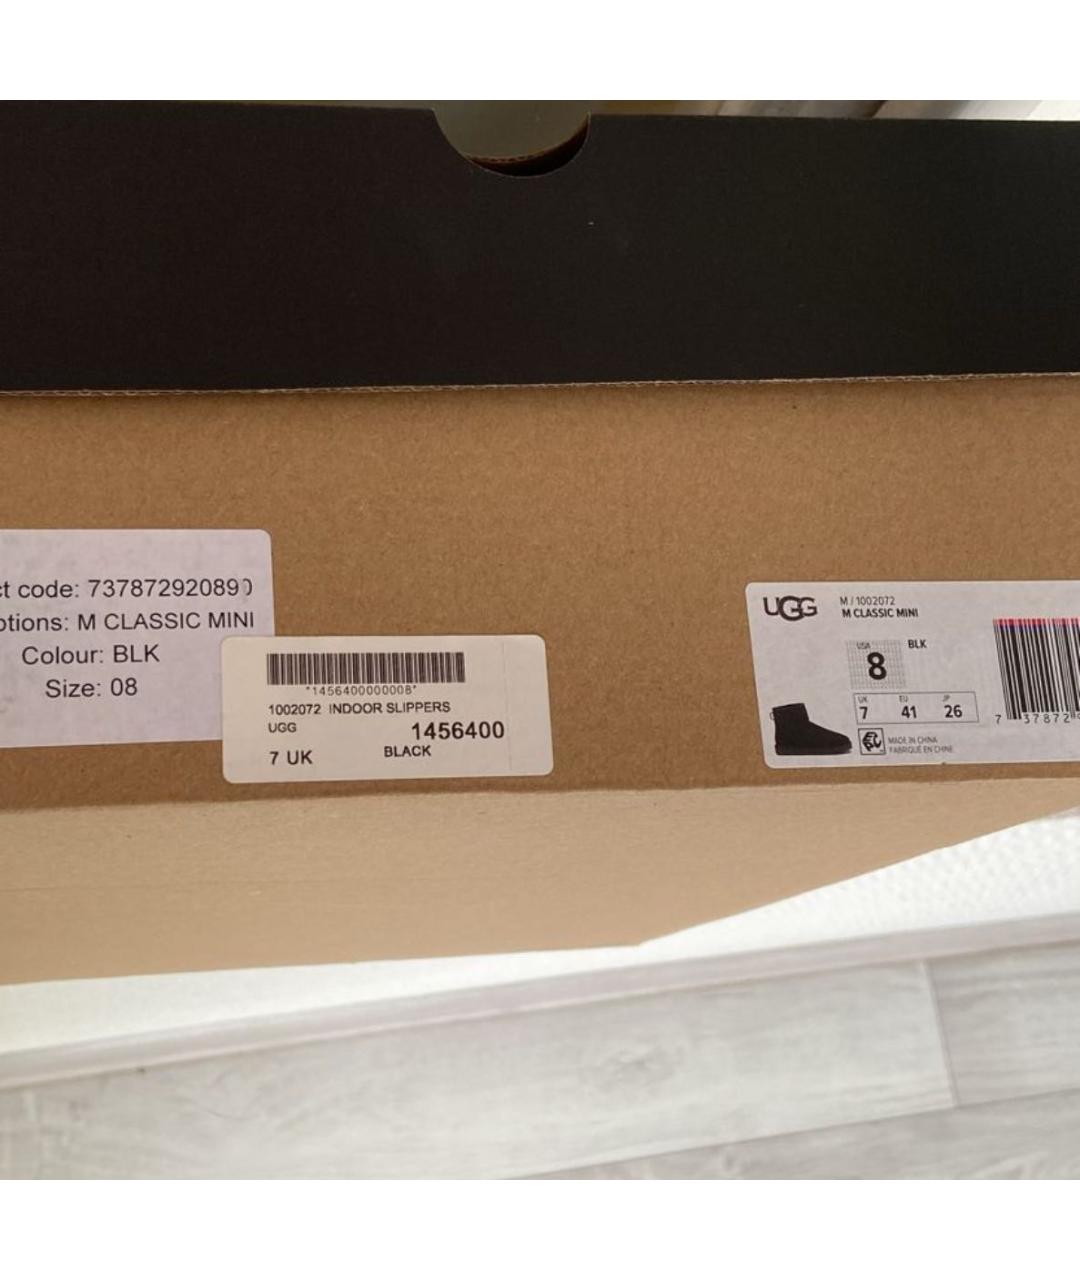 ct code: 737872920890
ptions: M CLASSIC MINI
Colour: BLK
Size: 08
*1456400000008*
1002072 INDOOR SLIPPERS
UGG
1456400
7 UK
BLACK
UGG
M / 1002072
M CLASSIC MINI
USA
8
BLK
UK EU JP
7 41 26
MADE IN CHINA
FABRIQUÉ EN CHINE
7 37872